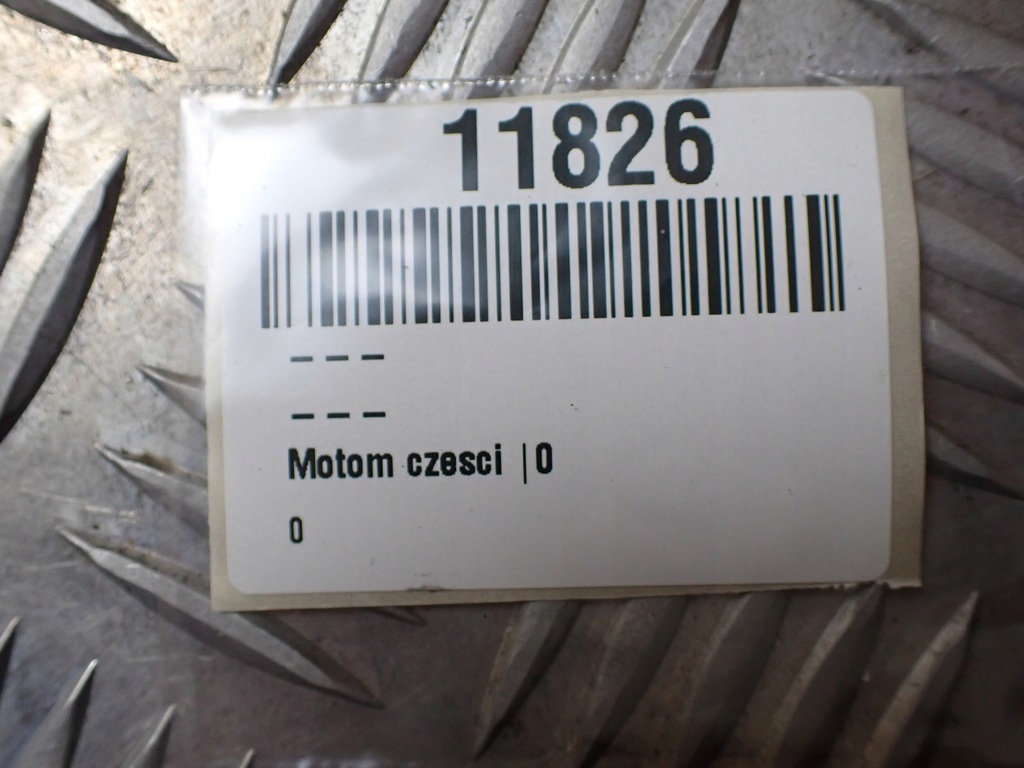 11826
---
---
Motom czesci |0
0